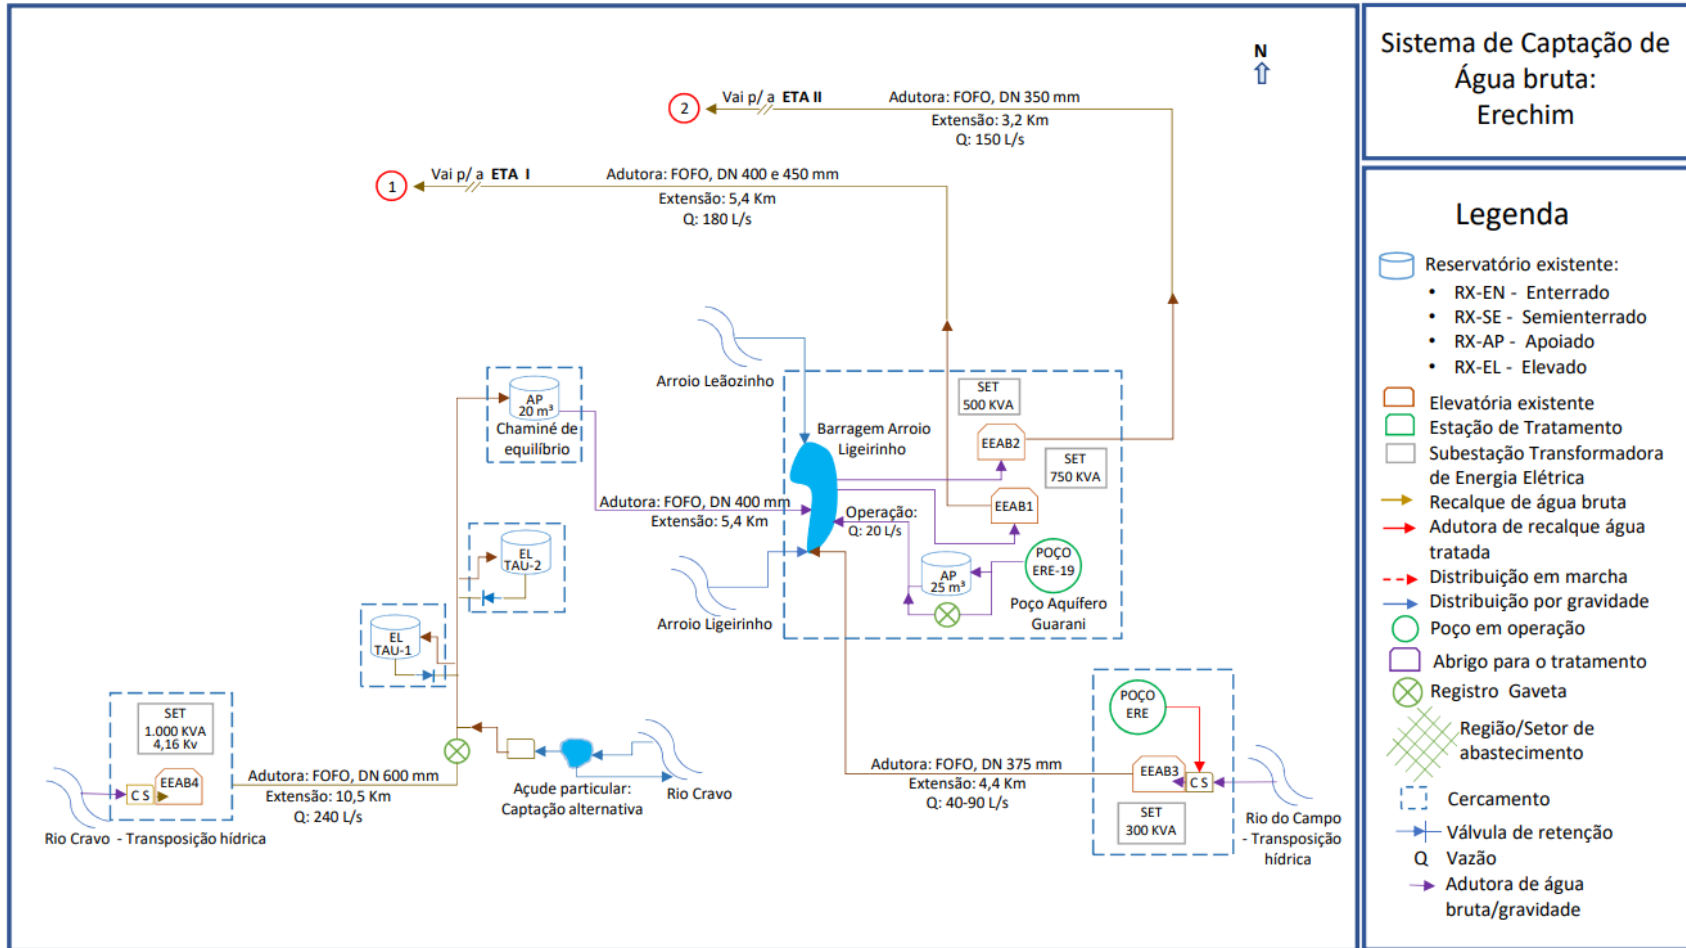 Sistema de Captação de
Água bruta:
Erechim
N
2
Vai p/ a ETA II
Adutora: FOFO, DN 350 mm
Extensão: 3,2 Km
Q: 150 L/s
1
Vai p/ a ETA I
Adutora: FOFO, DN 400 e 450 mm
Extensão: 5,4 Km
Q: 180 L/s
Arroio Leãozinho
AP
20 m³
Chaminé de
equilíbrio
Barragem Arroio
Ligeirinho
SET
500 KVA
EEAB2
SET
750 KVA
EEAB1
Adutora: FOFO, DN 400 mm
Extensão: 5,4 Km
Operação:
Q: 20 L/s
EL
TAU-2
AP
25 m³
POÇO
ERE-19
Poço Aquífero
Guarani
Arroio Ligeirinho
EL
TAU-1
SET
1.000 KVA
4,16 Kv
C S
EEAB4
Rio Cravo - Transposição hídrica
Adutora: FOFO, DN 600 mm
Extensão: 10,5 Km
Q: 240 L/s
Açude particular:
Captação alternativa
Rio Cravo
Adutora: FOFO, DN 375 mm
Extensão: 4,4 Km
Q: 40-90 L/s
POÇO
ERE
EEAB3
C S
SET
300 KVA
Rio do Campo
- Transposição
hídrica
Legenda
Reservatório existente:
• RX-EN - Enterrado
• RX-SE - Semienterrado
• RX-AP - Apoiado
• RX-EL - Elevado
Elevatória existente
Estação de Tratamento
Subestação Transformadora
de Energia Elétrica
Recalque de água bruta
Adutora de recalque água
tratada
Distribuição em marcha
Distribuição por gravidade
Poço em operação
Abrigo para o tratamento
Registro Gaveta
Região/Setor de
abastecimento
Cercamento
Válvula de retenção
Q Vazão
Adutora de água
bruta/gravidade